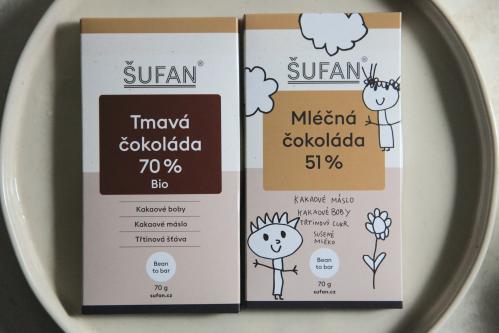 ŠUFAN®
Tmavá
čokoláda
70 %
Bio
Kakaové boby
Kakaové máslo
Třtinová šťáva
Bean
to bar
70 g
sufan.cz
ŠUFAN®
Mléčná
čokoláda
51 %
KAKAOVÉ MÁSLO
KAKAOVÉ BOBY
TŘTINOVÝ CUKR
SUŠENÉ
MLÉKO
Bean
to bar
70 g
sufan.cz